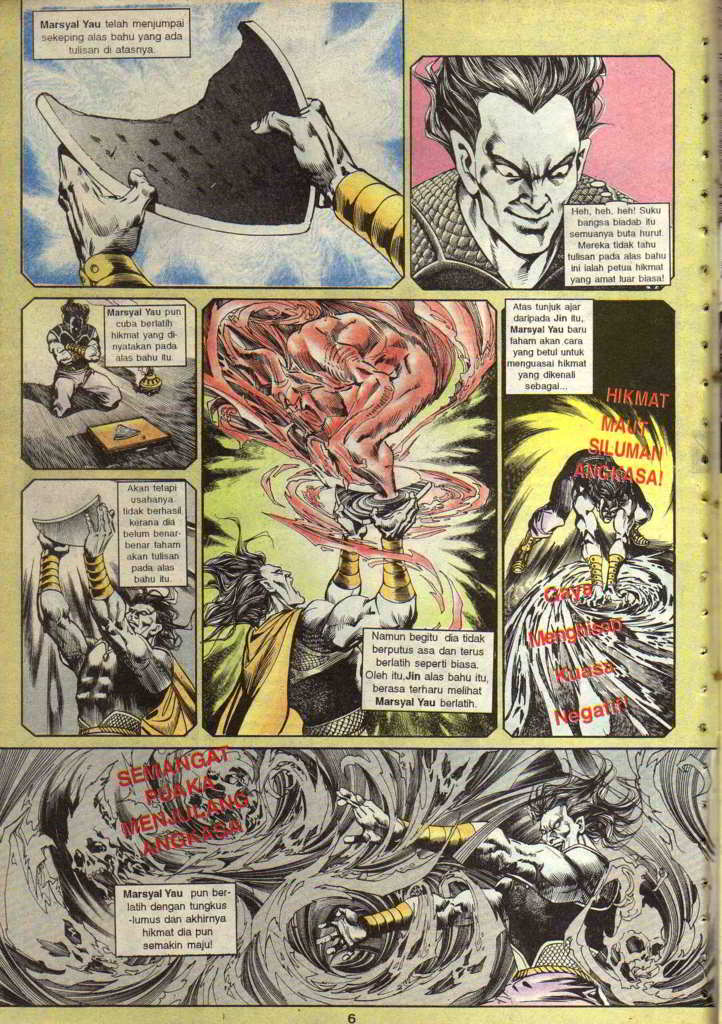 Marsyal Yau telah menjumpai
sekeping alas bahu yang ada
tulisan di atasnya.
Heh, heh, heh! Suku
bangsa biadab itu
semuanya buta huruf.
Mereka tidak tahu
tulisan pada alas bahu
ini ialah petua hikmat
yang amat luar biasa!
Marsyal Yau pun
cuba berlatih
hikmat yang di-
nyatakan pada
alas bahu itu.
Akan tetapi
usahanya
tidak berhasil
kerana dia
belum benar-
benar faham
akan tulisan
pada alas
bahu itu.
Namun begitu dia tidak
berputus asa dan terus
berlatih seperti biasa.
Oleh itu, Jin alas bahu itu,
berasa terharu melihat
Marsyal Yau berlatih.
Atas tunjuk ajar
daripada Jin itu,
Marsyal Yau baru
faham akan cara
yang betul untuk
menguasai hikmat
yang dikenali
sebagai...
HIKMAT
MAUT
SILUMAN
ANGKASA!
Gaya
Menghisap
Kuasa
Negatif!
SEMANGAT
PUAKA
MENJULANG
ANGKASA!
Marsyal Yau pun ber-
latih dengan tungkus
-lumus dan akhirnya
hikmat dia pun
semakin maju!
6